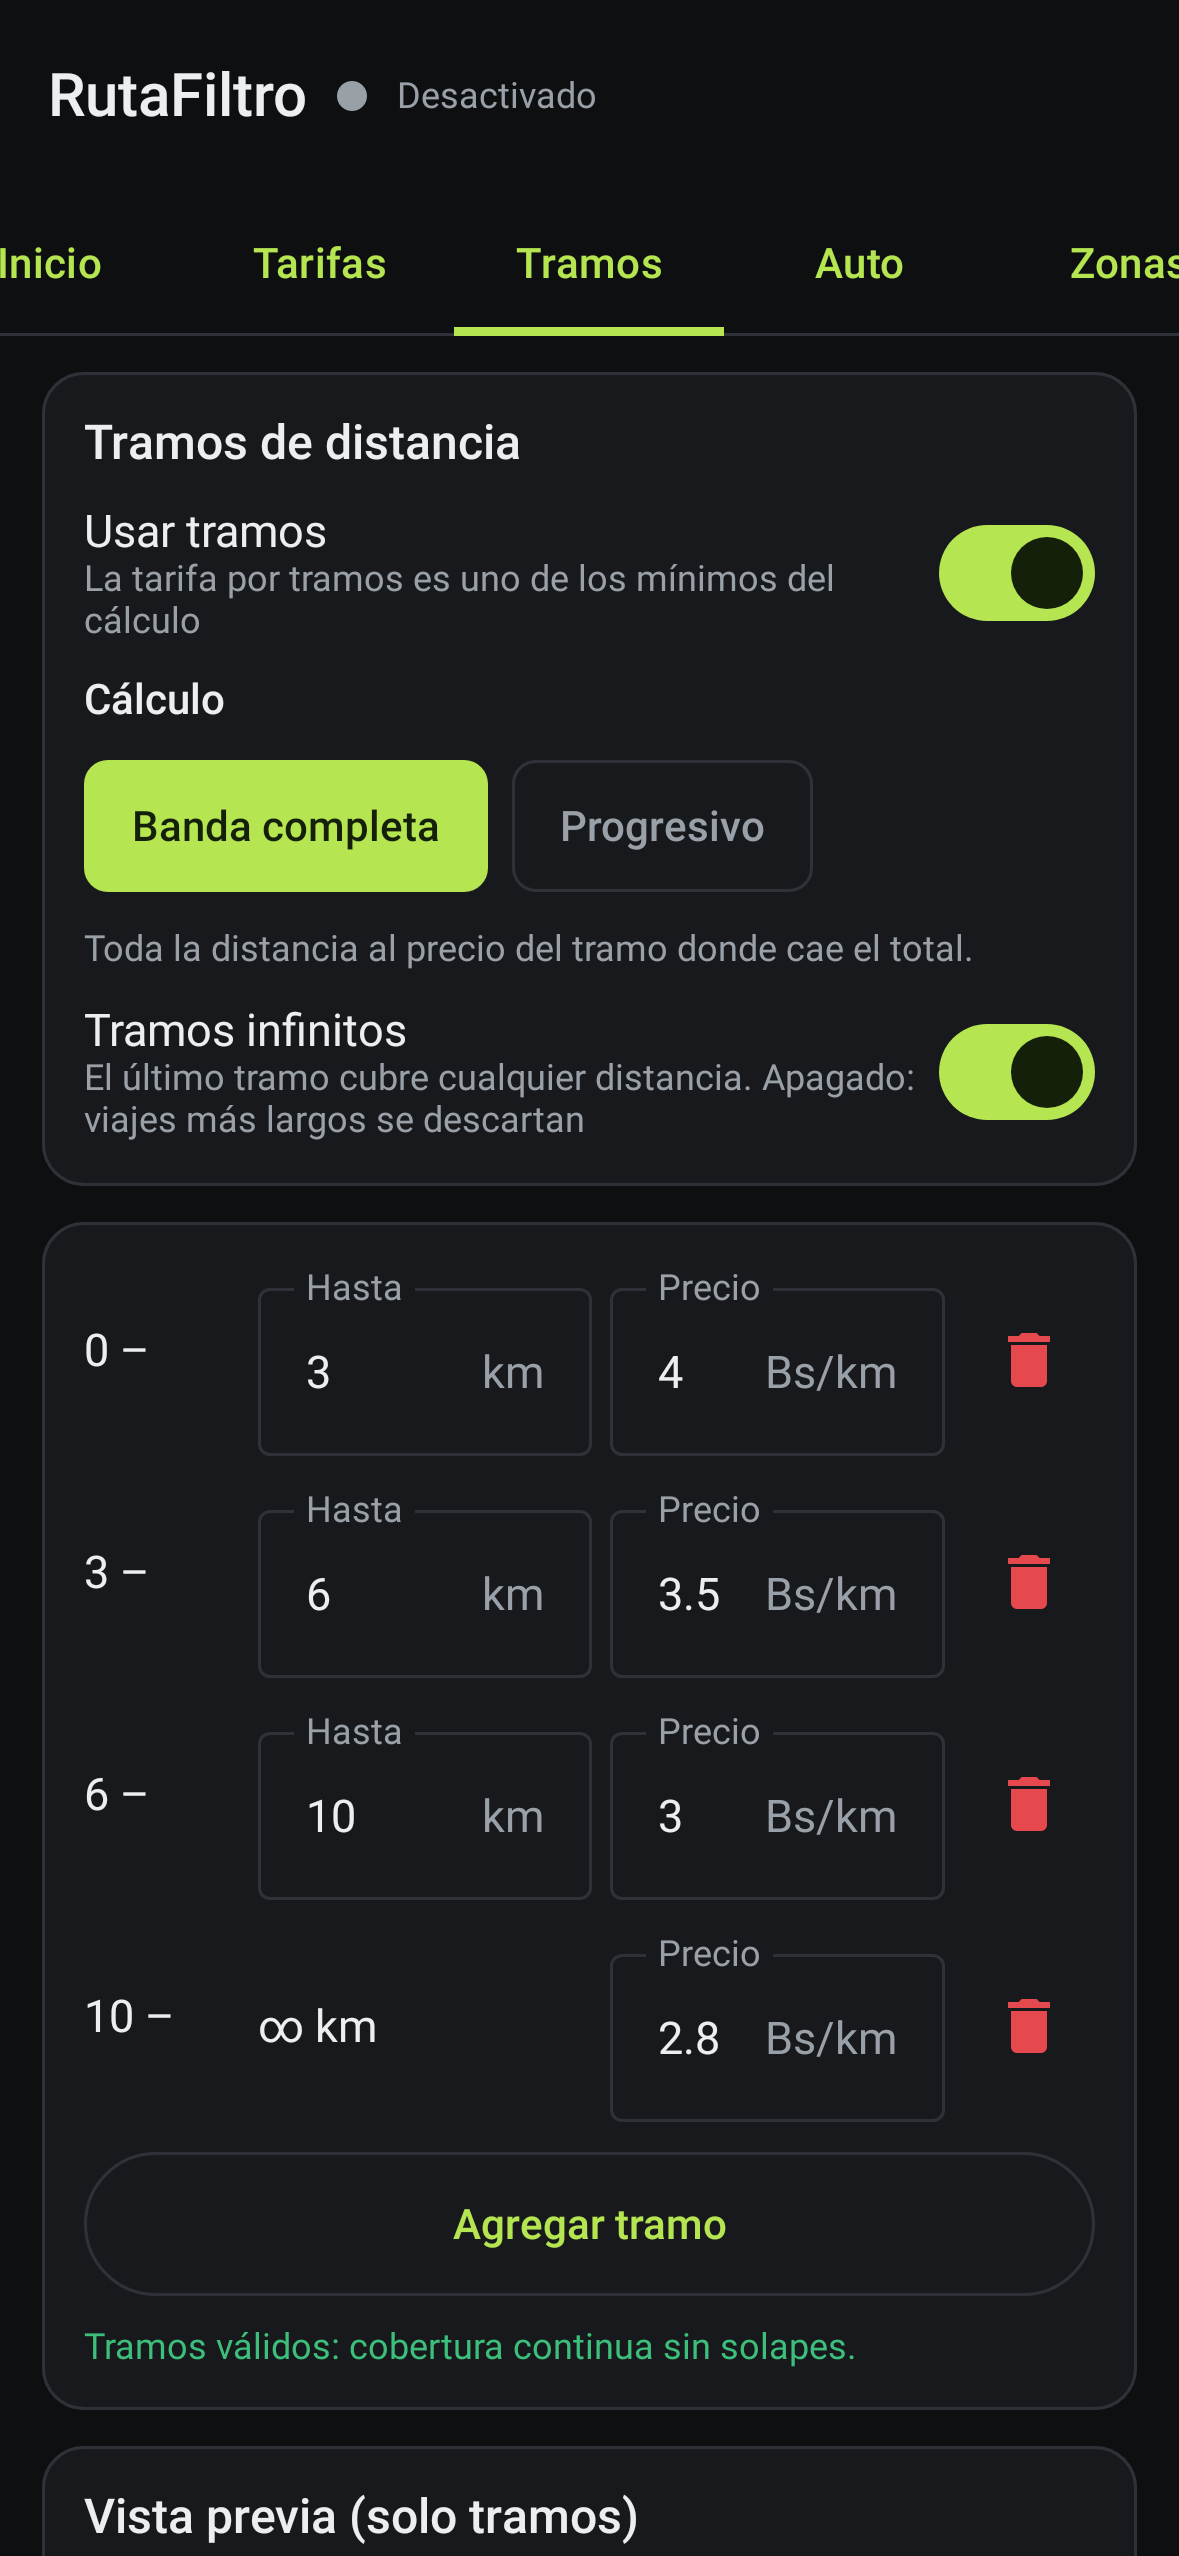 RutaFiltro Desactivado
Inicio Tarifas Tramos Auto Zonas
Tramos de distancia
Usar tramos
La tarifa por tramos es uno de los mínimos del
cálculo
Cálculo
Banda completa Progresivo
Toda la distancia al precio del tramo donde cae el total.
Tramos infinitos
El último tramo cubre cualquier distancia. Apagado:
viajes más largos se descartan
Hasta Precio
0 – 3 km 4 Bs/km
Hasta Precio
3 – 6 km 3.5 Bs/km
Hasta Precio
6 – 10 km 3 Bs/km
Precio
10 – ∞ km 2.8 Bs/km
Agregar tramo
Tramos válidos: cobertura continua sin solapes.
Vista previa (solo tramos)